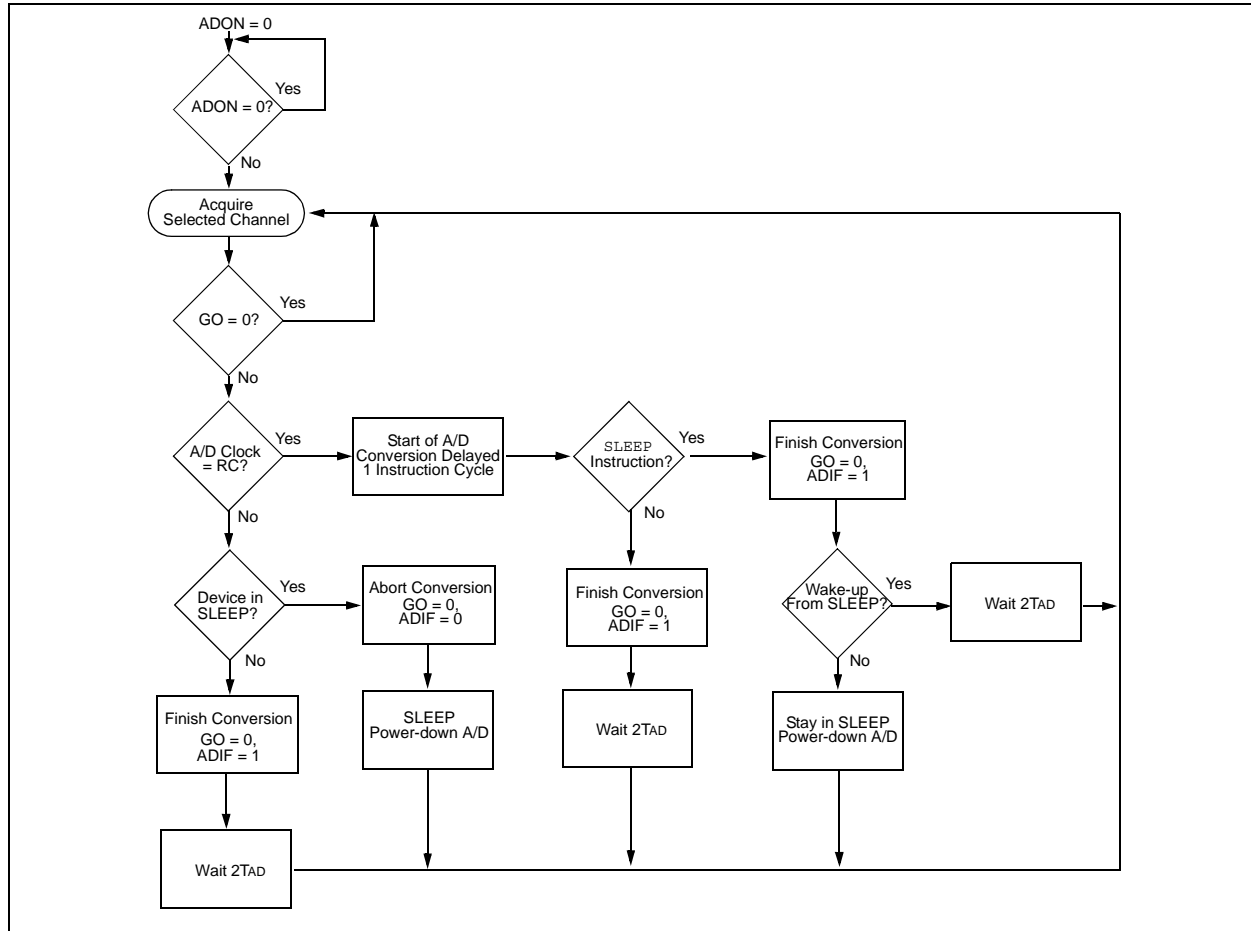 ADON = 0
ADON = 0?
Yes
No
Acquire
Selected Channel
GO = 0?
Yes
No
A/D Clock
= RC?
Yes
No
Start of A/D
Conversion Delayed
1 Instruction Cycle
SLEEP
Instruction?
Yes
No
Finish Conversion
GO = 0,
ADIF = 1
Device in
SLEEP?
Yes
No
Abort Conversion
GO = 0,
ADIF = 0
Finish Conversion
GO = 0,
ADIF = 1
Wake-up
From SLEEP?
Yes
No
Wait 2TAD
Finish Conversion
GO = 0,
ADIF = 1
SLEEP
Power-down A/D
Wait 2TAD
Stay in SLEEP
Power-down A/D
Wait 2TAD